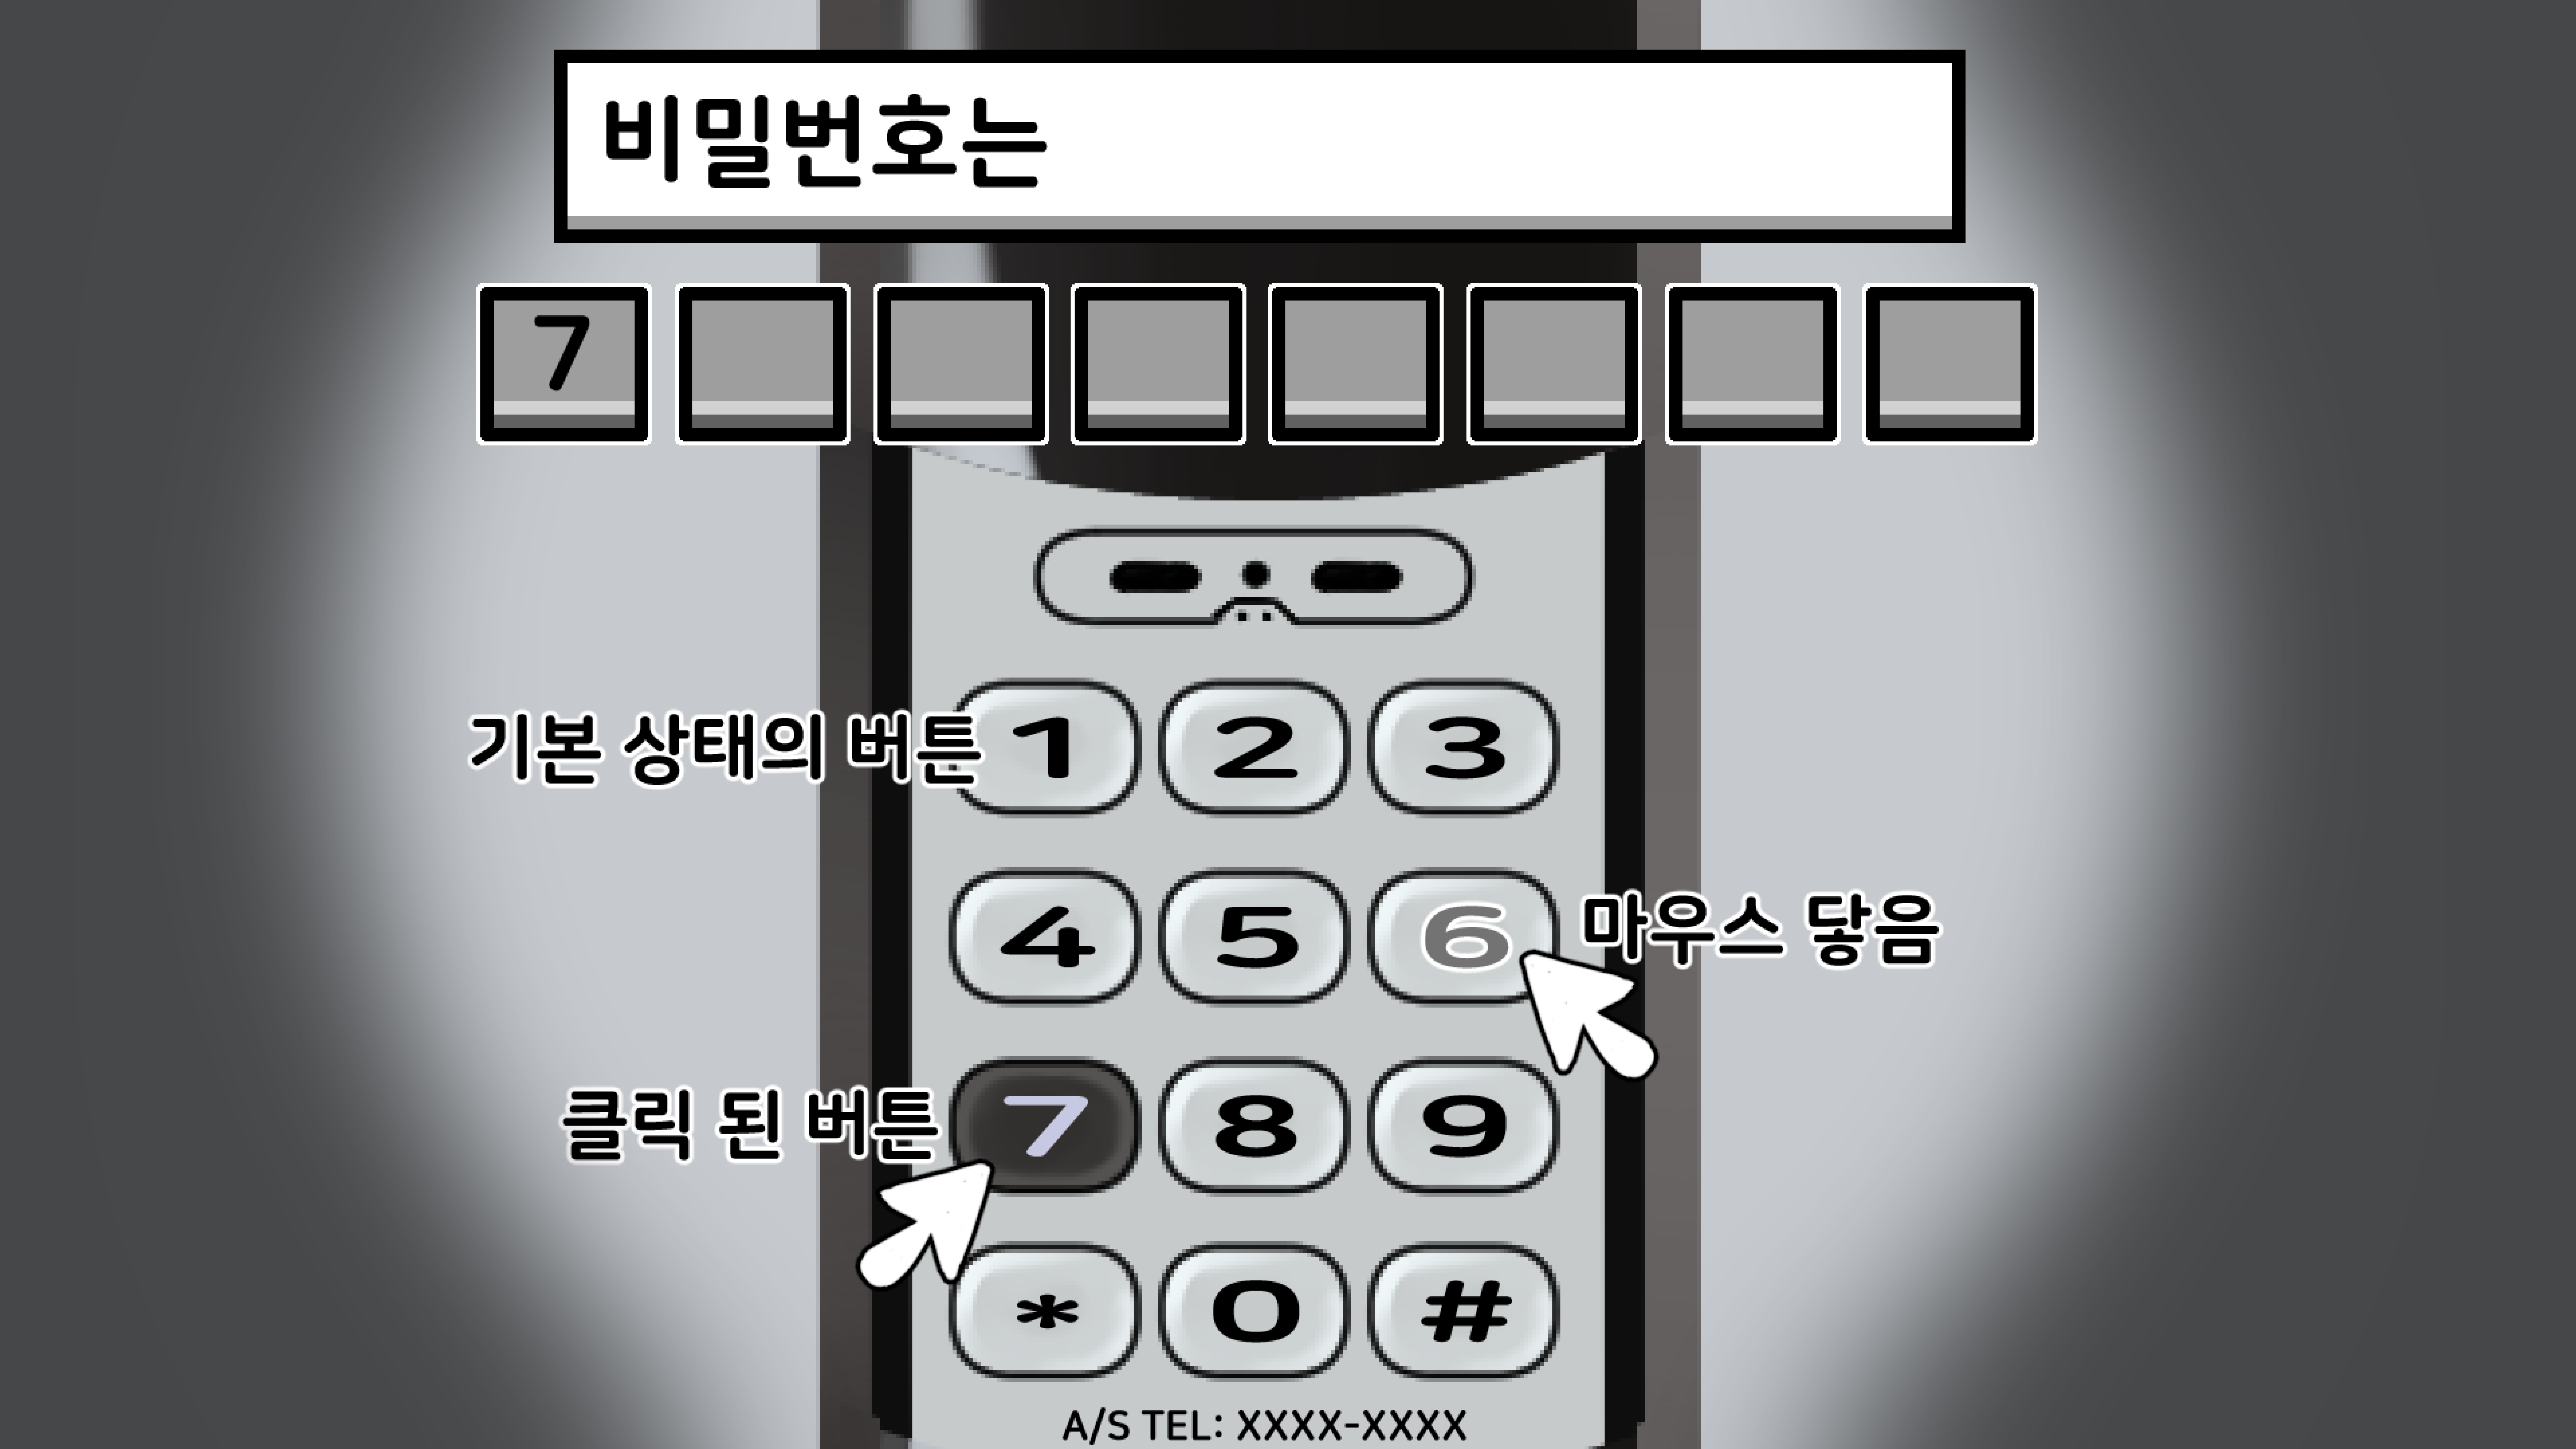 비밀번호는
7
기본 상태의 버튼
1 2 3
4 5 6
마우스 닿음
클릭 된 버튼
7 8 9
* 0 #
A/S TEL: XXXX-XXXX